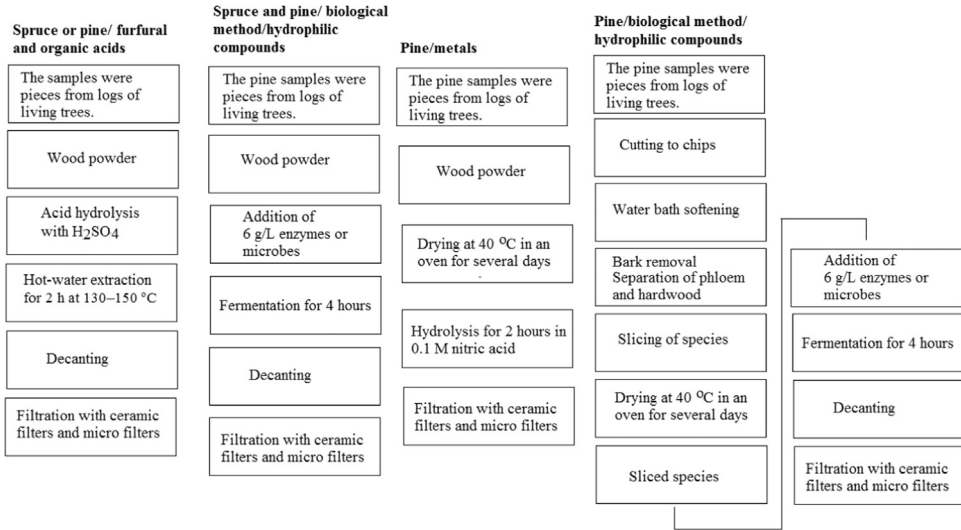 Spruce or pine/ furfural
and organic acids
The samples were
pieces from logs of
living trees.
Wood powder
Acid hydrolysis
with H2SO4
Hot-water extraction
for 2 h at 130–150 °C
Decanting
Filtration with ceramic
filters and micro filters
Spruce and pine/ biological
method/hydrophilic
compounds
The pine samples were
pieces from logs of
living trees.
Wood powder
Addition of
6 g/L enzymes or
microbes
Fermentation for 4 hours
Decanting
Filtration with ceramic
filters and micro filters
Pine/metals
The pine samples were
pieces from logs of
living trees.
Wood powder
Drying at 40 °C in an
oven for several days
Hydrolysis for 2 hours in
0.1 M nitric acid
Filtration with ceramic
filters and micro filters
Pine/biological method/
hydrophilic compounds
The pine samples were
pieces from logs of
living trees.
Cutting to chips
Water bath softening
Bark removal
Separation of phloem
and hardwood
Slicing of species
Drying at 40 °C in an
oven for several days
Sliced species
Addition of
6 g/L enzymes or
microbes
Fermentation for 4 hours
Decanting
Filtration with ceramic
filters and micro filters